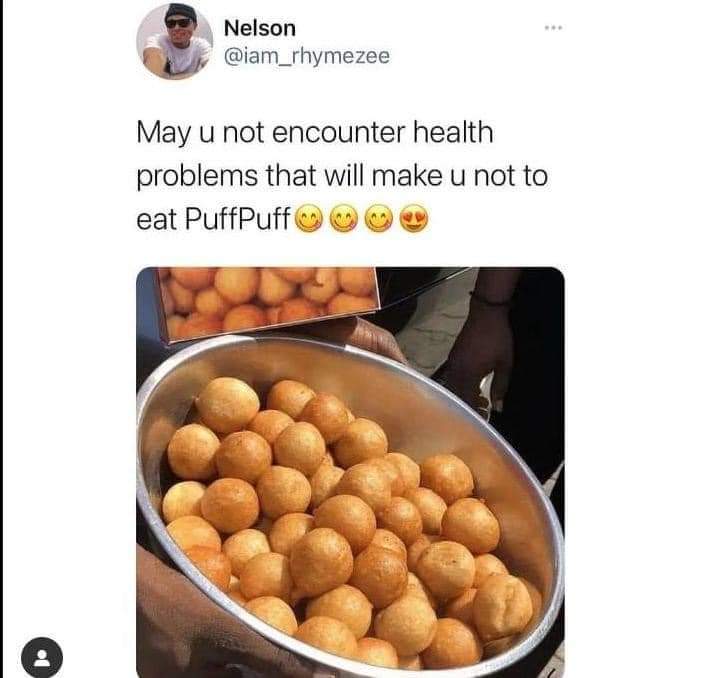 Nelson
@iam_rhymezee
May u not encounter health
problems that will make u not to
eat PuffPuff😋😋😋😍